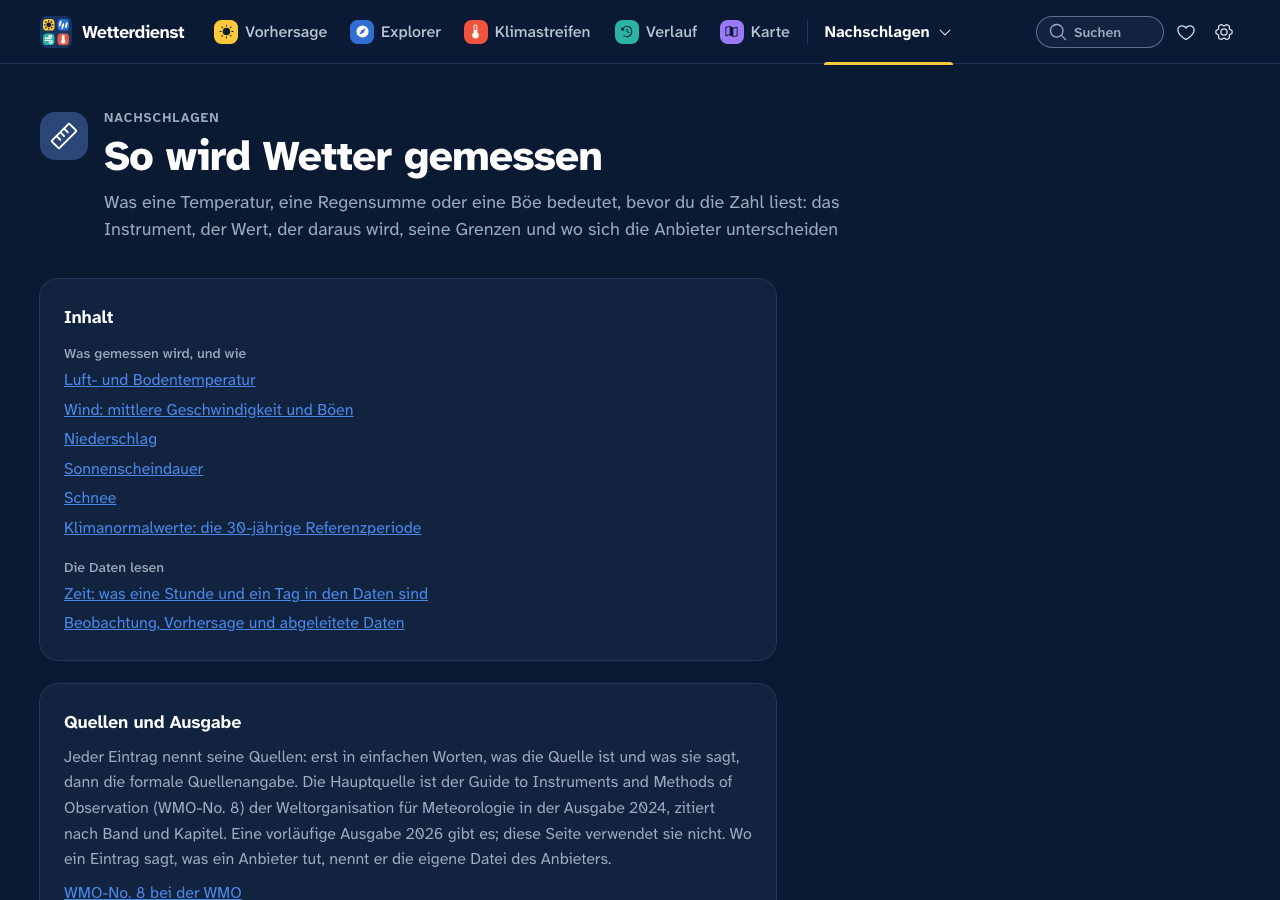 Wetterdienst
Vorhersage
Explorer
Klimastreifen
Verlauf
Karte
Nachschlagen
Suchen
NACHSCHLAGEN
So wird Wetter gemessen
Was eine Temperatur, eine Regensumme oder eine Böe bedeutet, bevor du die Zahl liest: das
Instrument, der Wert, der daraus wird, seine Grenzen und wo sich die Anbieter unterscheiden
Inhalt
Was gemessen wird, und wie
Luft- und Bodentemperatur
Wind: mittlere Geschwindigkeit und Böen
Niederschlag
Sonnenscheindauer
Schnee
Klimanormalwerte: die 30-jährige Referenzperiode
Die Daten lesen
Zeit: was eine Stunde und ein Tag in den Daten sind
Beobachtung, Vorhersage und abgeleitete Daten
Quellen und Ausgabe
Jeder Eintrag nennt seine Quellen: erst in einfachen Worten, was die Quelle ist und was sie sagt,
dann die formale Quellenangabe. Die Hauptquelle ist der Guide to Instruments and Methods of
Observation (WMO-No. 8) der Weltorganisation für Meteorologie in der Ausgabe 2024, zitiert
nach Band und Kapitel. Eine vorläufige Ausgabe 2026 gibt es; diese Seite verwendet sie nicht. Wo
ein Eintrag sagt, was ein Anbieter tut, nennt er die eigene Datei des Anbieters.
WMO-No. 8 bei der WMO